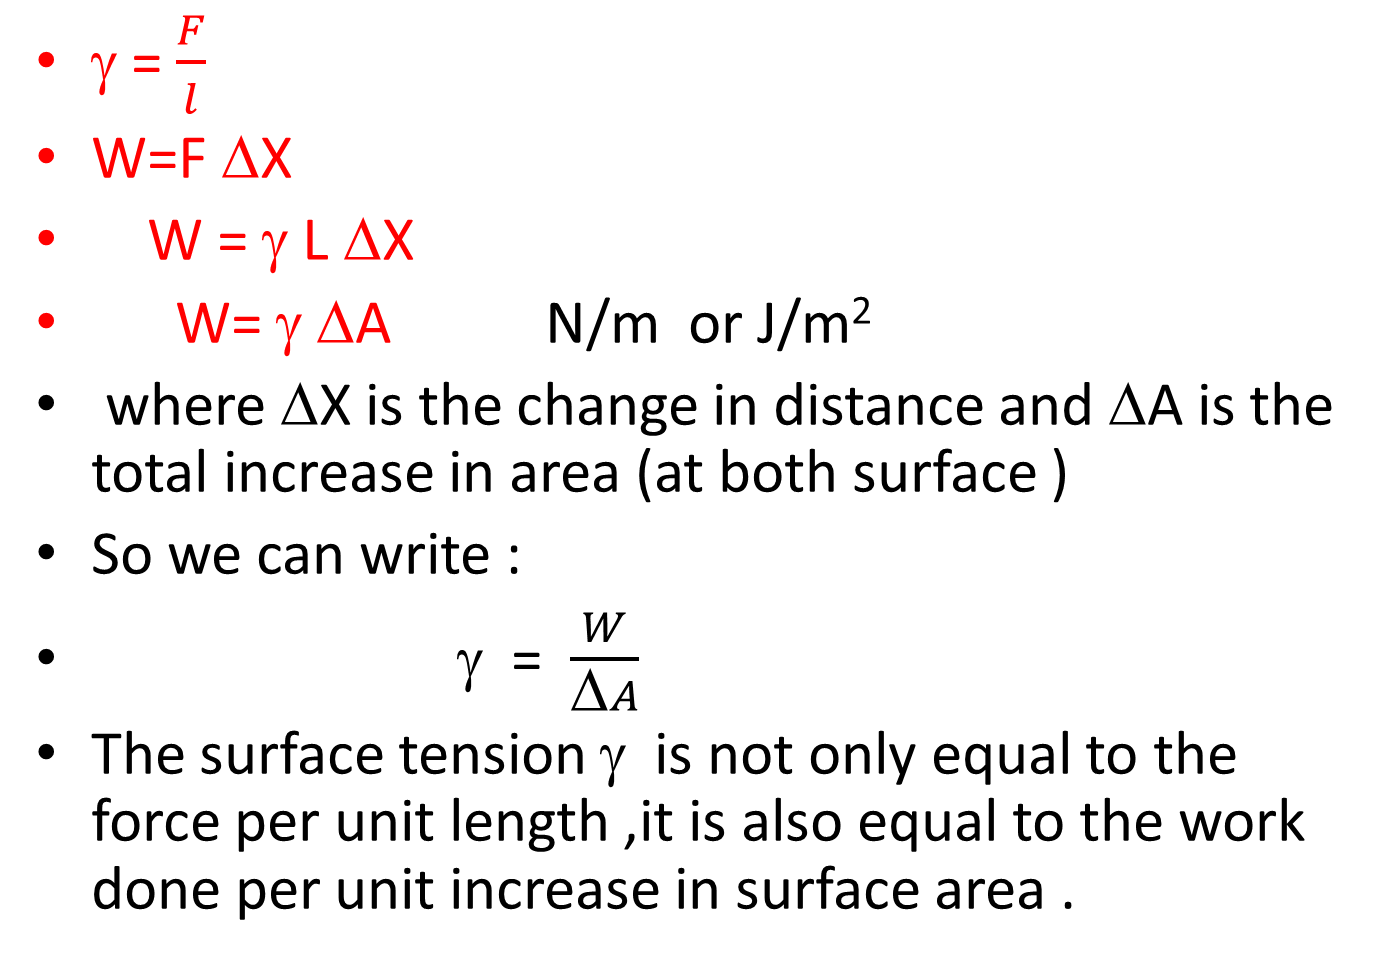 • γ = F/l
• W=F ΔX
• W = γ L ΔX
• W= γ ΔA N/m or J/m²
• where ΔX is the change in distance and ΔA is the
total increase in area (at both surface )
• So we can write :
• γ = W/ΔA
• The surface tension γ is not only equal to the
force per unit length ,it is also equal to the work
done per unit increase in surface area .